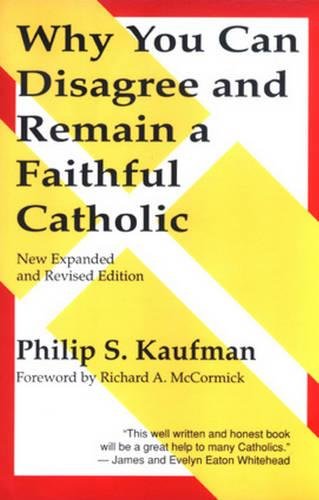 Why You Can
Disagree and
Remain a
Faithful
Catholic
New Expanded
and Revised Edition
Philip S. Kaufman
Foreword by Richard A. McCormick
"This well written and honest book
will be a great help to many Catholics."
— James and Evelyn Eaton Whitehead